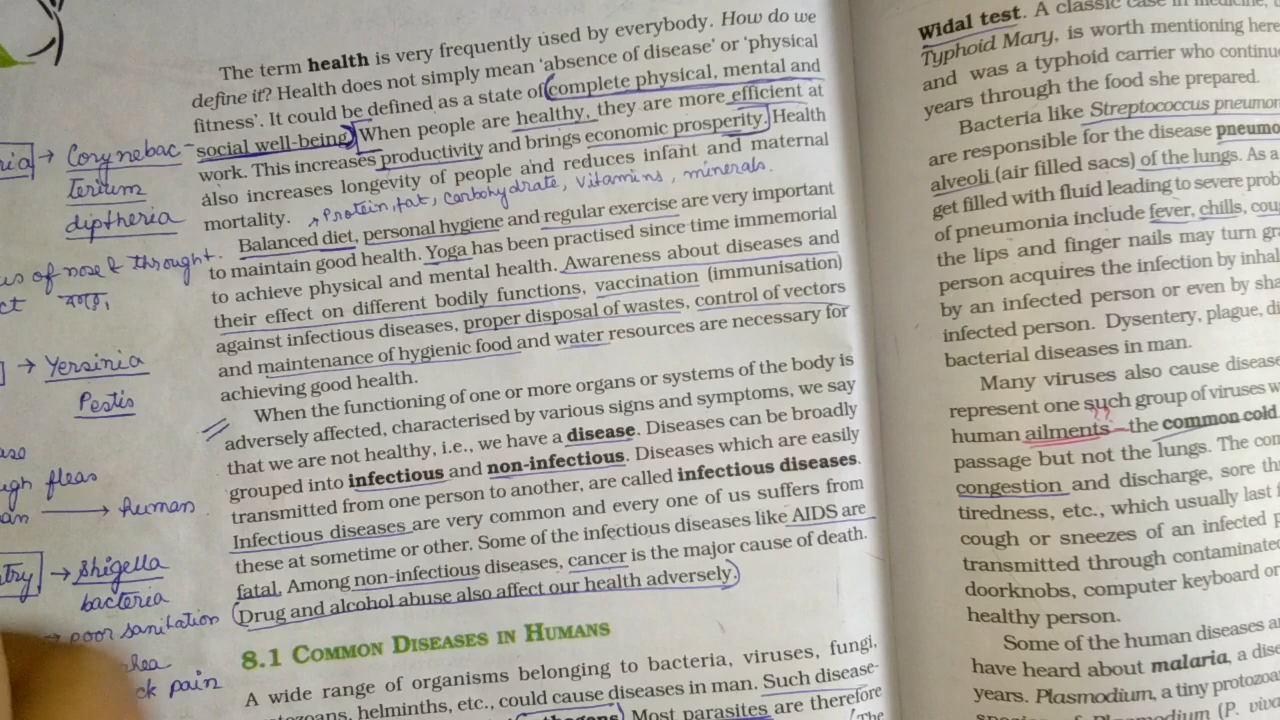 The term health is very frequently used by everybody. How do we
define it? Health does not simply mean 'absence of disease' or 'physical
fitness'. It could be defined as a state of complete physical, mental and
social well-being. When people are healthy, they are more efficient at
work. This increases productivity and brings economic prosperity. Health
also increases longevity of people and reduces infant and maternal
mortality.
→ Protein, fat, carbohydrate, vitamins, minerals.
Balanced diet, personal hygiene and regular exercise are very important
to maintain good health. Yoga has been practised since time immemorial
to achieve physical and mental health. Awareness about diseases and
their effect on different bodily functions, vaccination (immunisation)
against infectious diseases, proper disposal of wastes, control of vectors
and maintenance of hygienic food and water resources are necessary for
achieving good health.
When the functioning of one or more organs or systems of the body is
adversely affected, characterised by various signs and symptoms, we say
that we are not healthy, i.e., we have a disease. Diseases can be broadly
grouped into infectious and non-infectious. Diseases which are easily
transmitted from one person to another, are called infectious diseases.
Infectious diseases are very common and every one of us suffers from
these at sometime or other. Some of the infectious diseases like AIDS are
fatal. Among non-infectious diseases, cancer is the major cause of death.
Drug and alcohol abuse also affect our health adversely.
8.1 COMMON DISEASES IN HUMANS
A wide range of organisms belonging to bacteria, viruses, fungi,
helminths, etc., could cause diseases in man. Such disease-
Most parasites are therefore
The
→ Corynebac-
terium
diptheria
of nose & throught.
→ Yersinia
Pestis
fleas
→ human
→ Shigella
bacteria
→ poor sanitation
pain
Widal test. A classic case in medicine,
Typhoid Mary, is worth mentioning here
and was a typhoid carrier who
years through the food she prepared.
Bacteria like Streptococcus
are responsible for the disease
alveoli (air filled sacs) of the lungs. As a
get filled with fluid leading to severe
of pneumonia include fever, chills,
the lips and finger nails may turn
person acquires the infection by
by an infected person or even by
infected person. Dysentery, plague,
bacterial diseases in man.
Many viruses also cause
represent one such group of viruses
??
human ailments – the common cold.
passage but not the lungs. The
congestion and discharge, sore
tiredness, etc., which usually last
cough or sneezes of an infected
transmitted through
doorknobs, computer keyboard or
healthy person.
Some of the human diseases
have heard about malaria, a
years. Plasmodium, a tiny
(P.